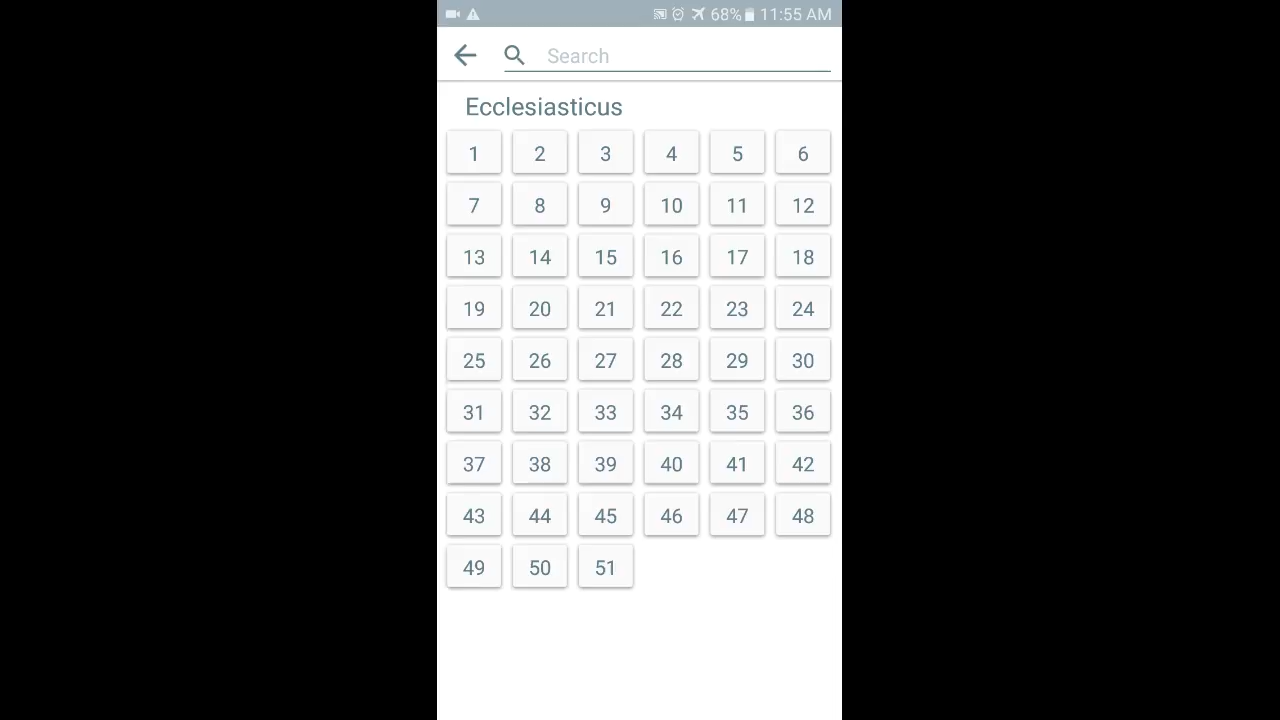 68% 11:55 AM
Search
Ecclesiasticus
1 2 3 4 5 6
7 8 9 10 11 12
13 14 15 16 17 18
19 20 21 22 23 24
25 26 27 28 29 30
31 32 33 34 35 36
37 38 39 40 41 42
43 44 45 46 47 48
49 50 51